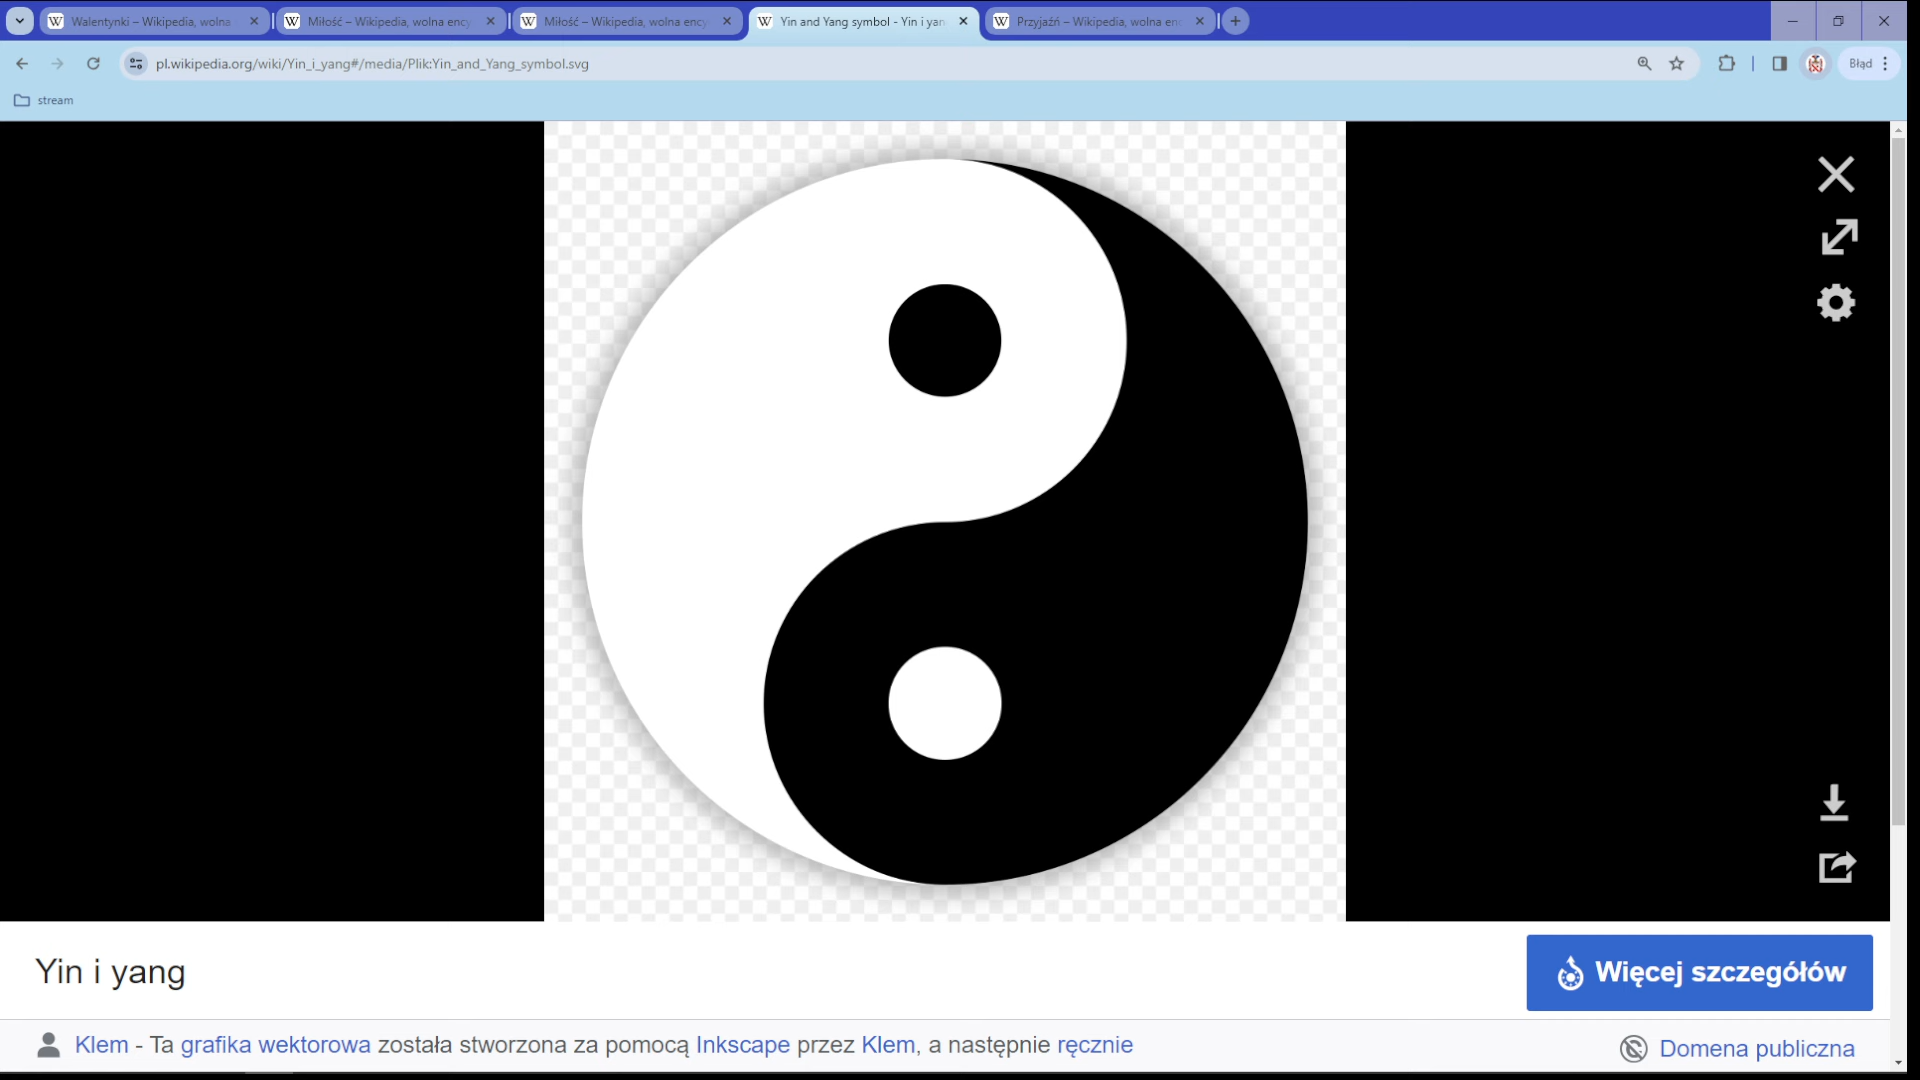 Walentynki – Wikipedia, wolna
Miłość – Wikipedia, wolna ency
Miłość – Wikipedia, wolna ency
Yin and Yang symbol - Yin i yan
Przyjaźń – Wikipedia, wolna en
pl.wikipedia.org/wiki/Yin_i_yang#/media/Plik:Yin_and_Yang_symbol.svg
Błąd
stream
Yin i yang
Więcej szczegółów
Klem - Ta grafika wektorowa została stworzona za pomocą Inkscape przez Klem, a następnie ręcznie
Domena publiczna